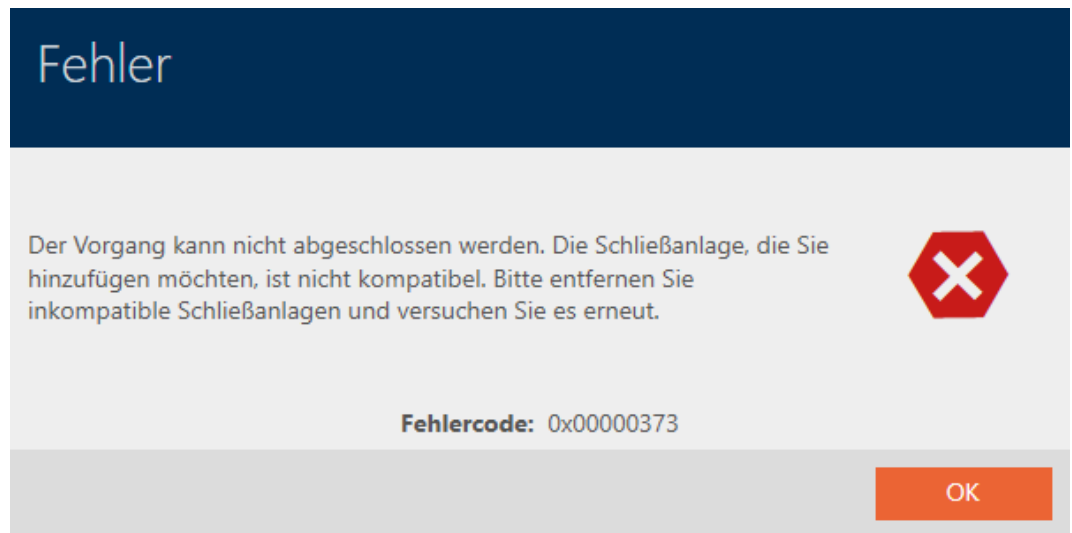 Fehler
Der Vorgang kann nicht abgeschlossen werden. Die Schließanlage, die Sie
hinzufügen möchten, ist nicht kompatibel. Bitte entfernen Sie
inkompatible Schließanlagen und versuchen Sie es erneut.
Fehlercode: 0x00000373
OK